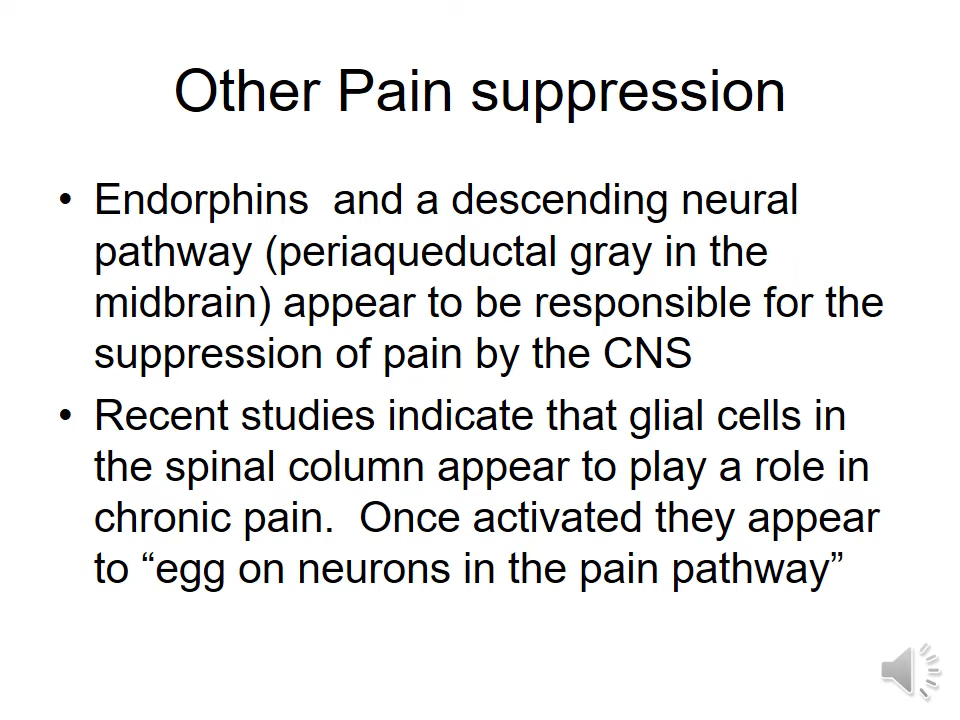 Other Pain suppression
• Endorphins  and a descending neural
pathway (periaqueductal gray in the
midbrain) appear to be responsible for the
suppression of pain by the CNS
• Recent studies indicate that glial cells in
the spinal column appear to play a role in
chronic pain.  Once activated they appear
to “egg on neurons in the pain pathway”